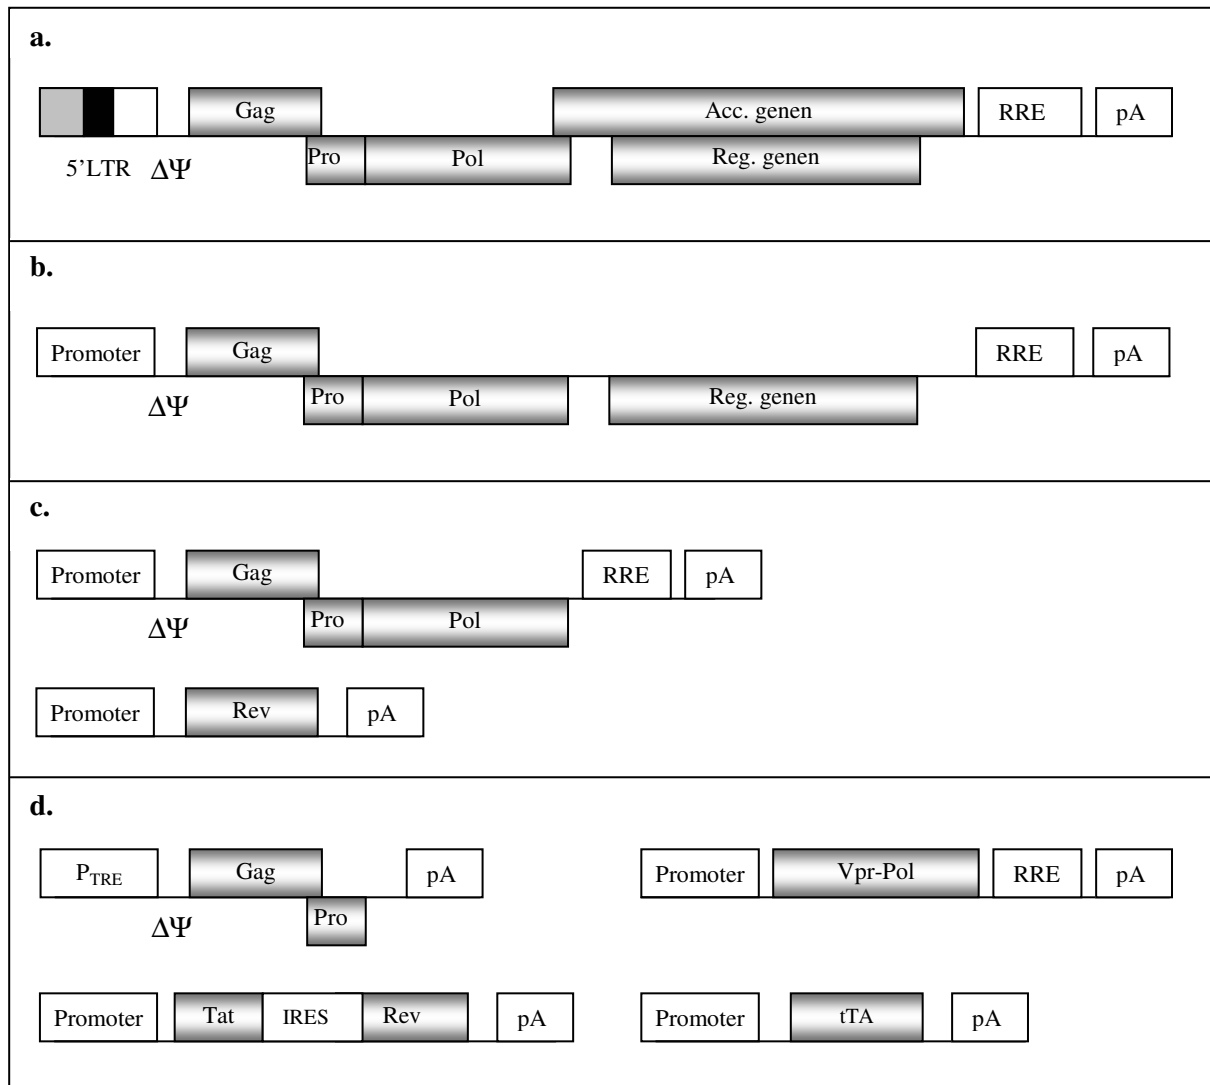 a.
Gag Acc. genen RRE pA
Pro Pol Reg. genen
5’LTR ΔΨ
b.
Promoter Gag RRE pA
Pro Pol Reg. genen
ΔΨ
c.
Promoter Gag RRE pA
Pro Pol
ΔΨ
Promoter Rev pA
d.
P_TRE Gag pA Promoter Vpr-Pol RRE pA
ΔΨ Pro
Promoter Tat IRES Rev pA Promoter tTA pA